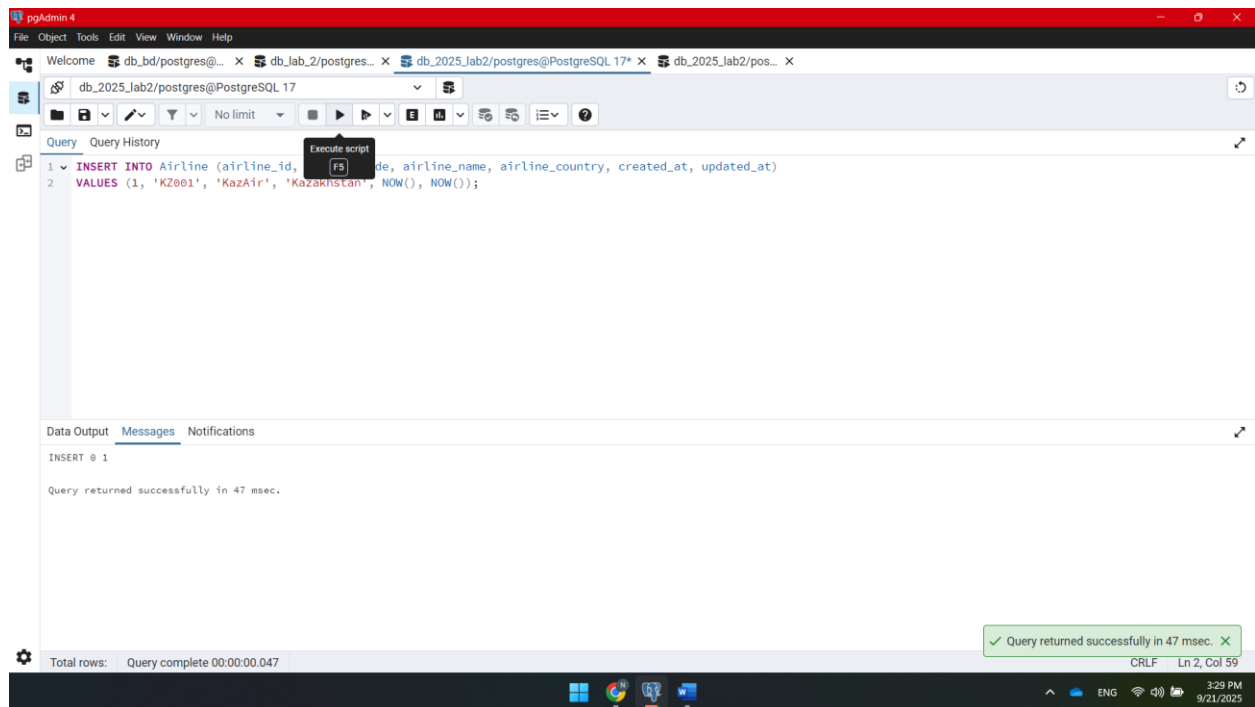 pgAdmin 4
File Object Tools Edit View Window Help
Welcome db_bd/postgres@... db_lab_2/postgres... db_2025_lab2/postgres@PostgreSQL 17* db_2025_lab2/pos...
db_2025_lab2/postgres@PostgreSQL 17
No limit
Query Query History
Execute script
F5
1 INSERT INTO Airline (airline_id, de, airline_name, airline_country, created_at, updated_at)
2 VALUES (1, 'KZ001', 'KazAir', 'Kazakhstan', NOW(), NOW());
Data Output Messages Notifications
INSERT 0 1
Query returned successfully in 47 msec.
Query returned successfully in 47 msec.
Total rows: Query complete 00:00:00.047
CRLF Ln 2, Col 59
ENG 3:29 PM
9/21/2025